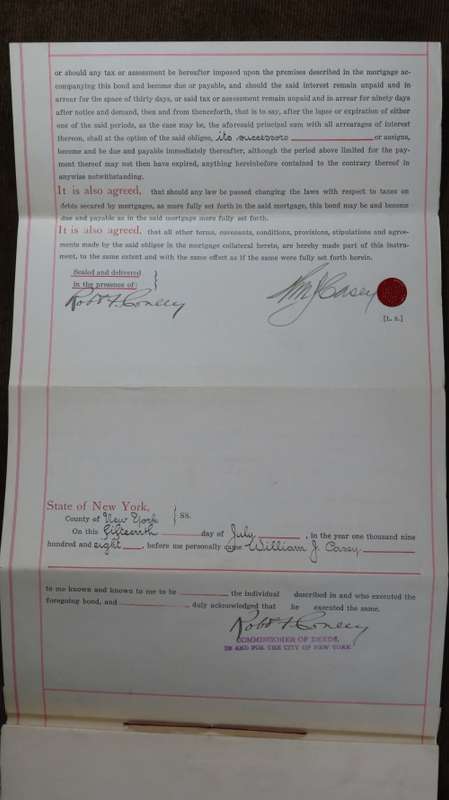 or should any tax or assessment be hereafter imposed upon the premises described in the mortgage ac-
companying this bond and become due or payable, and should the said interest remain unpaid and in
arrear for the space of thirty days, or said tax or assessment remain unpaid and in arrear for ninety days
after notice and demand, then and from thenceforth, that is to say, after the lapse or expiration of either
one of the said periods, as the case may be, the aforesaid principal sum with all arrearages of interest
thereon, shall at the option of the said obligee, its successors or assigns,
become and be due and payable immediately thereafter, although the period above limited for the pay-
ment thereof may not then have expired, anything hereinbefore contained to the contrary thereof in
anywise notwithstanding.
It is also agreed, that should any law be passed changing the laws with respect to taxes on
debts secured by mortgages, as more fully set forth in the said mortgage, this bond may be and become
due and payable as in the said mortgage more fully set forth.
It is also agreed, that all other terms, covenants, conditions, provisions, stipulations and agree-
ments made by the said obligor in the mortgage collateral herein, are hereby made part of this instru-
ment, to the same extent and with the same effect as if the same were fully set forth herein.
Sealed and delivered
in the presence of:
Robt F. Conley
Wm J Casey
[L. S.]
State of New York,
County of New York } ss.
On this fifteenth day of July, in the year one thousand nine
hundred and eight, before me personally came William J. Casey
to me known and known to me to be the individual described in and who executed the
foregoing bond, and duly acknowledged that he executed the same.
Robt F. Conley
COMMISSIONER OF DEEDS,
IN AND FOR THE CITY OF NEW YORK